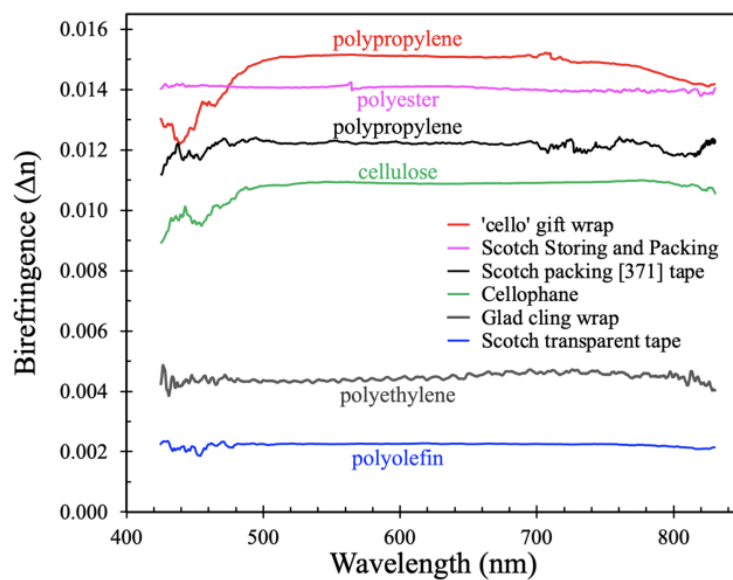 0.016
0.014
0.012
0.010
0.008
0.006
0.004
0.002
0.000
Birefringence (Δn)
polypropylene
polyester
polypropylene
cellulose
'cello' gift wrap
Scotch Storing and Packing
Scotch packing [371] tape
Cellophane
Glad cling wrap
Scotch transparent tape
polyethylene
polyolefin
400 500 600 700 800
Wavelength (nm)